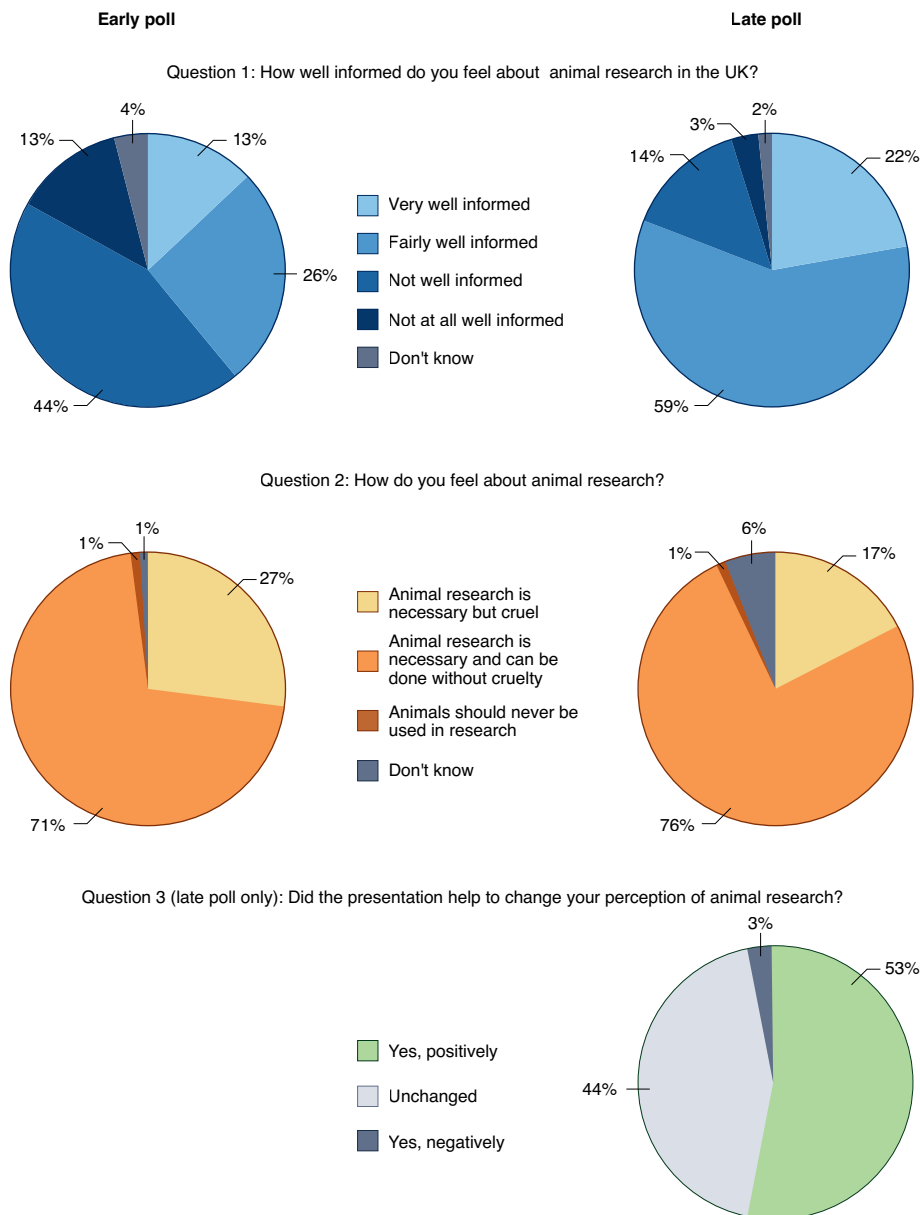 Early poll
Late poll
Question 1: How well informed do you feel about animal research in the UK?
4%
13%
13%
26%
44%
Very well informed
Fairly well informed
Not well informed
Not at all well informed
Don't know
2%
3%
14%
22%
59%
Question 2: How do you feel about animal research?
1%
1%
27%
71%
Animal research is
necessary but cruel
Animal research is
necessary and can be
done without cruelty
Animals should never be
used in research
Don't know
6%
1%
17%
76%
Question 3 (late poll only): Did the presentation help to change your perception of animal research?
Yes, positively
Unchanged
Yes, negatively
3%
53%
44%